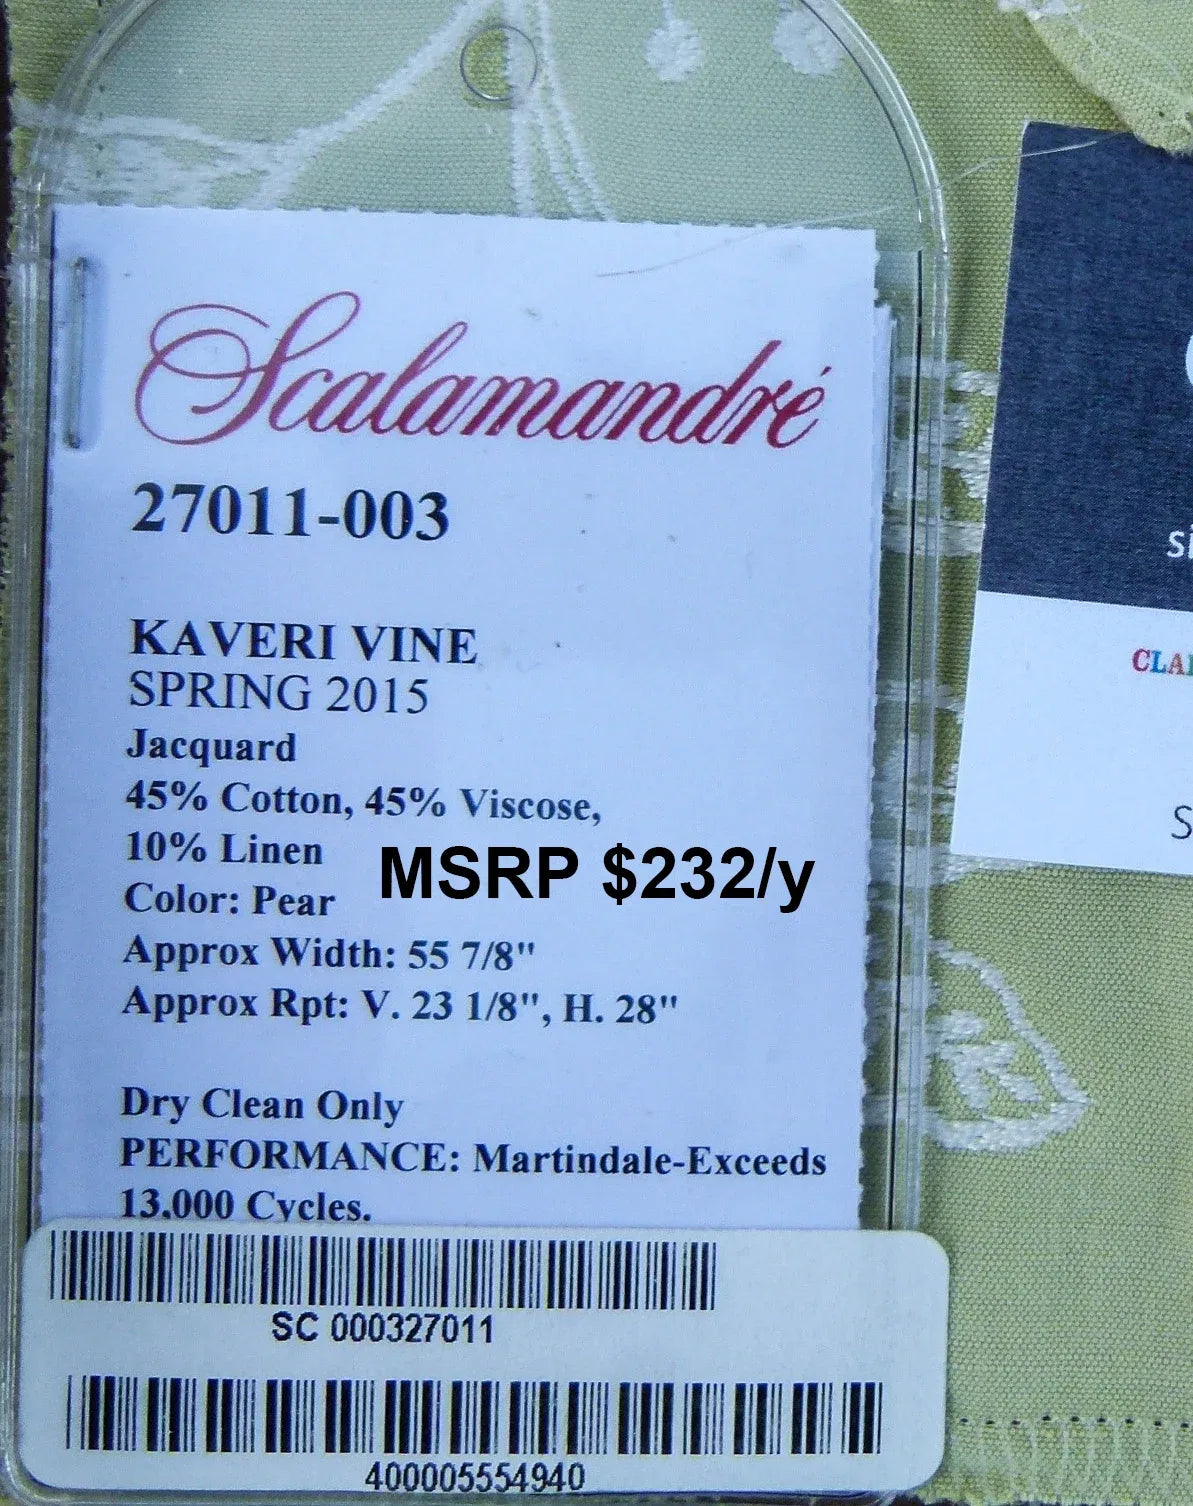 Scalamandré
27011-003
KAVERI VINE
SPRING 2015
Jacquard
45% Cotton, 45% Viscose,
10% Linen
MSRP $232/y
Color: Pear
Approx Width: 55 7/8"
Approx Rpt: V. 23 1/8", H. 28"
Dry Clean Only
PERFORMANCE: Martindale-Exceeds
13,000 Cycles.
SC 000327011
400005554940